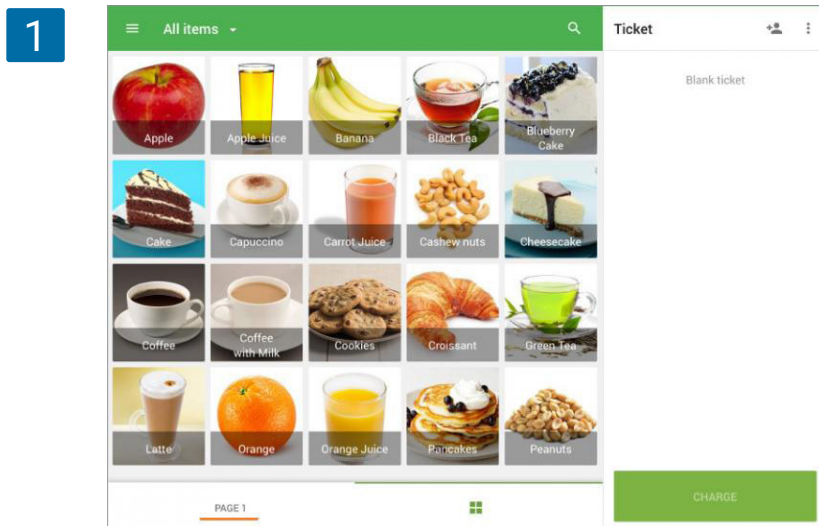 1
All items
Ticket
Blank ticket
Apple
Apple Juice
Banana
Black Tea
Blueberry
Cake
Cake
Capuccino
Carrot Juice
Cashew nuts
Cheesecake
Coffee
Coffee
with Milk
Cookies
Croissant
Green Tea
Latte
Orange
Orange Juice
Pancakes
Peanuts
PAGE 1
CHARGE